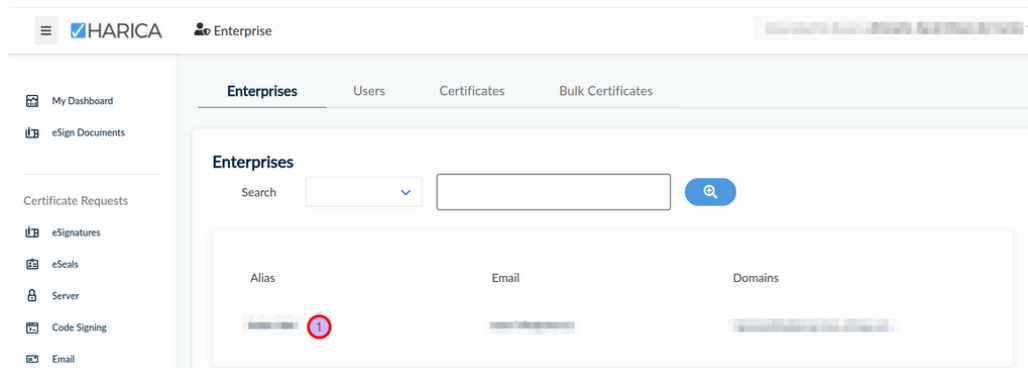 HARICA Enterprise
My Dashboard
eSign Documents
Certificate Requests
eSignatures
eSeals
Server
Code Signing
Email
Enterprises Users Certificates Bulk Certificates
Enterprises
Search
Alias Email Domains
1